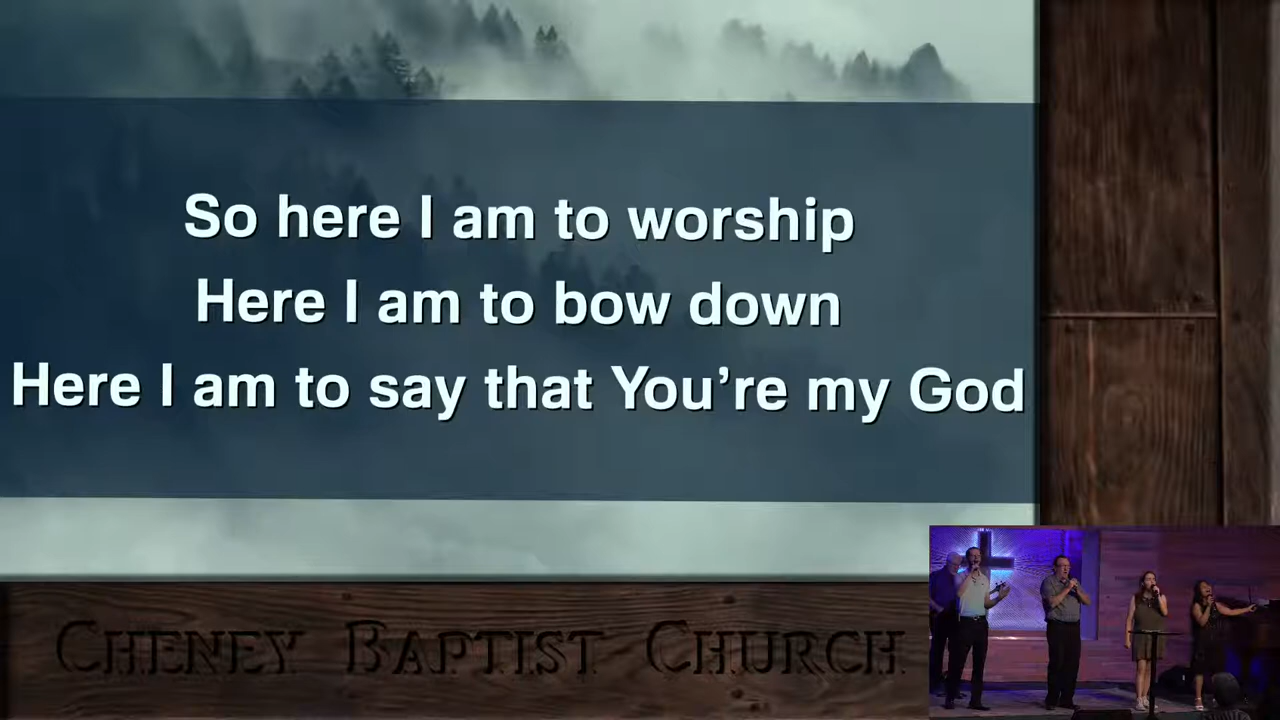 So here I am to worship
Here I am to bow down
Here I am to say that You’re my God
Cheney Baptist Church